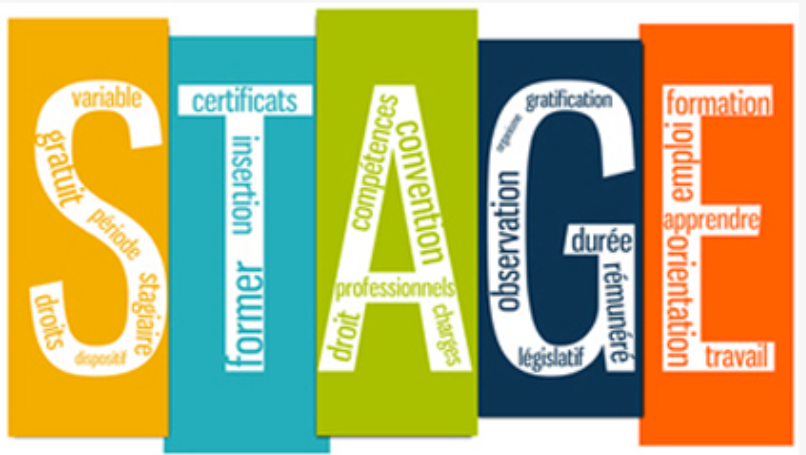 STAGE
variable
gratuit
période
stagiaire
droits
dispositif
certificats
insertion
former
compétences
convention
professionnels
droit
charges
gratification
organisme
observation
durée
rémunéré
législatif
formation
emploi
apprendre
orientation
travail